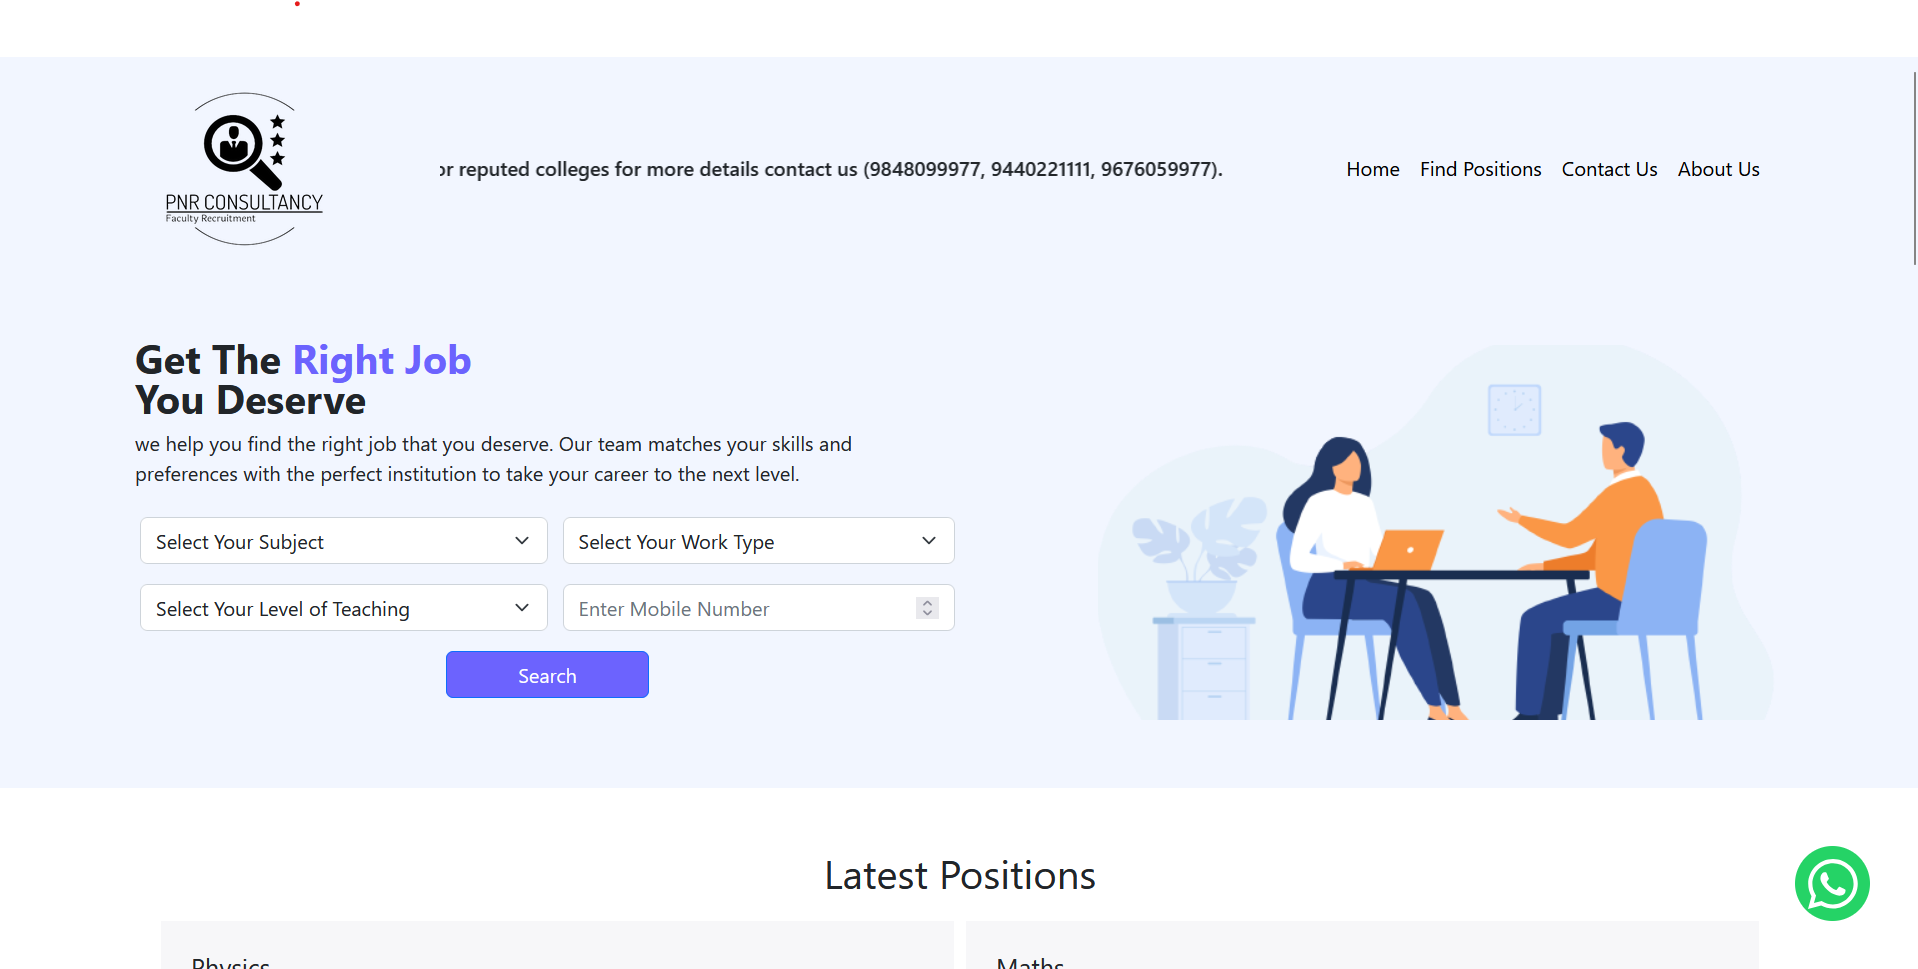 PNR CONSULTANCY
Faculty Recruitment
reputed colleges for more details contact us (9848099977, 9440221111, 9676059977).
Home Find Positions Contact Us About Us
Get The Right Job
You Deserve
we help you find the right job that you deserve. Our team matches your skills and
preferences with the perfect institution to take your career to the next level.
Select Your Subject
Select Your Work Type
Select Your Level of Teaching
Enter Mobile Number
Search
Latest Positions
Physics
Maths